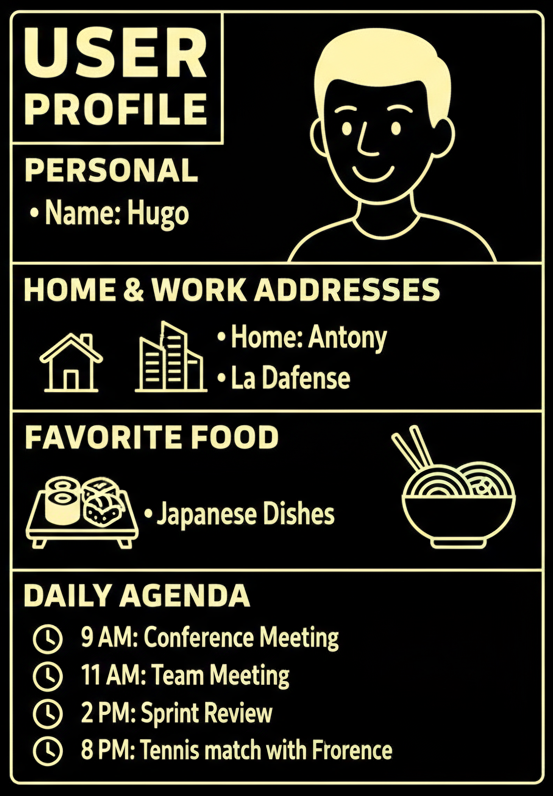 USER
PROFILE
PERSONAL
• Name: Hugo
HOME & WORK ADDRESSES
• Home: Antony
• La Dafense
FAVORITE FOOD
• Japanese Dishes
DAILY AGENDA
9 AM: Conference Meeting
11 AM: Team Meeting
2 PM: Sprint Review
8 PM: Tennis match with Frorence